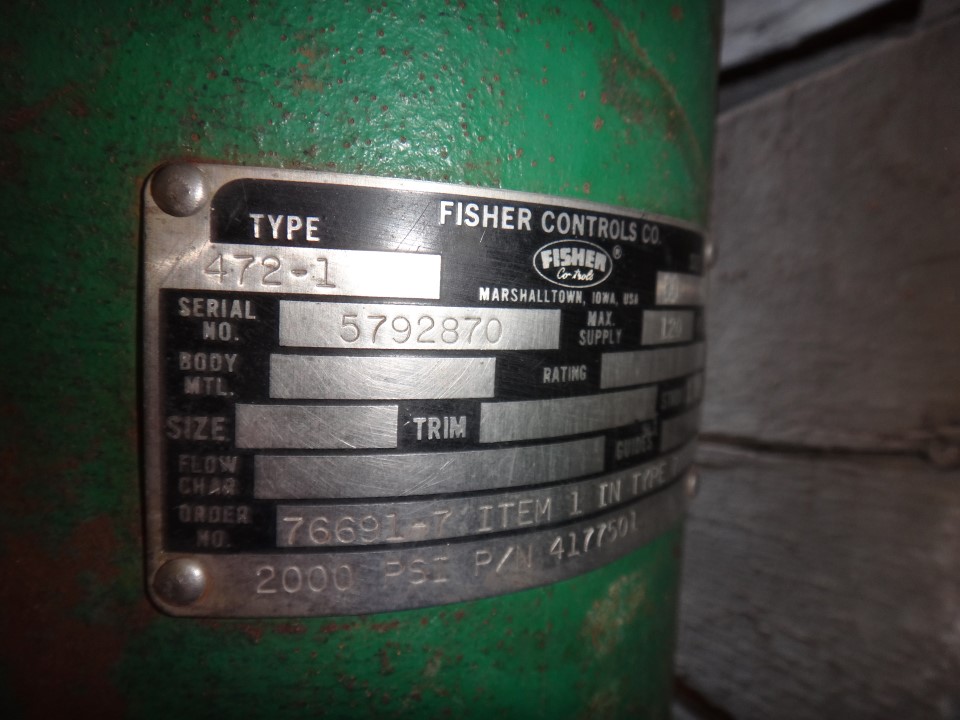 FISHER CONTROLS CO.
TYPE
472-1
FISHER ®
Controls
MARSHALLTOWN, IOWA, USA
SERIAL NO. 5792870 MAX. SUPPLY 120
BODY MTL. RATING
SIZE TRIM
FLOW CHAR
ORDER NO. 76691-7 ITEM 1 IN TYPE
2000 PSI P/N 4177501